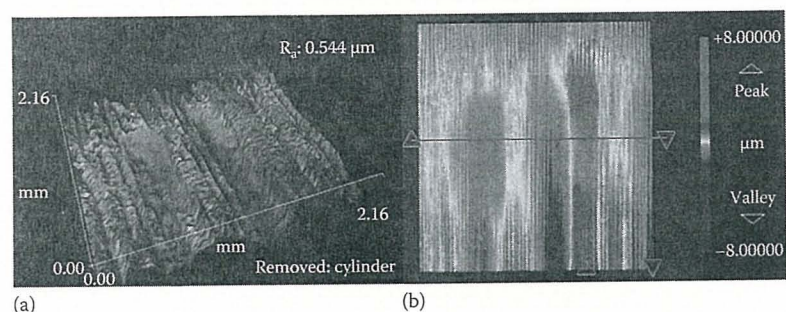 Rₐ: 0.544 µm
2.16
mm
0.00
0.00
mm
2.16
Removed: cylinder
+8.00000
Peak
µm
Valley
−8.00000
(a)
(b)